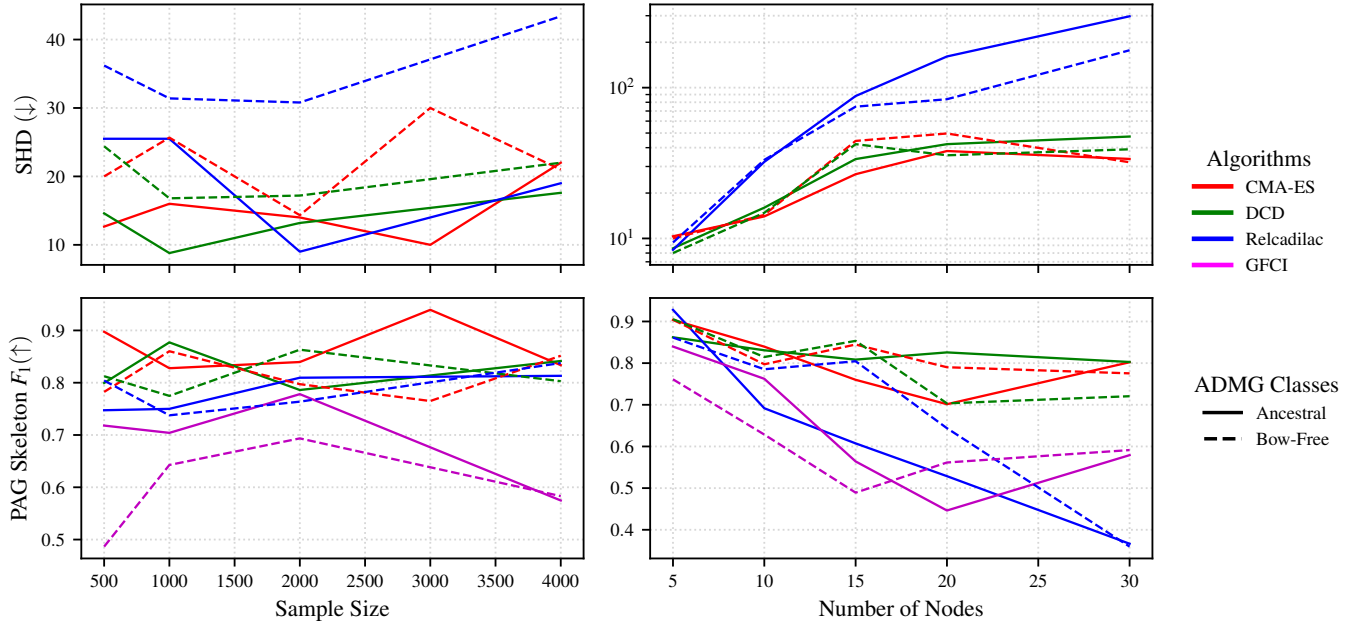 SHD (↓)
40
30
20
10
10²
10¹
PAG Skeleton F₁(↑)
0.9
0.8
0.7
0.6
0.5
500 1000 1500 2000 2500 3000 3500 4000
Sample Size
0.9
0.8
0.7
0.6
0.5
0.4
5 10 15 20 25 30
Number of Nodes
Algorithms
CMA-ES
DCD
Relcadilac
GFCI
ADMG Classes
Ancestral
Bow-Free